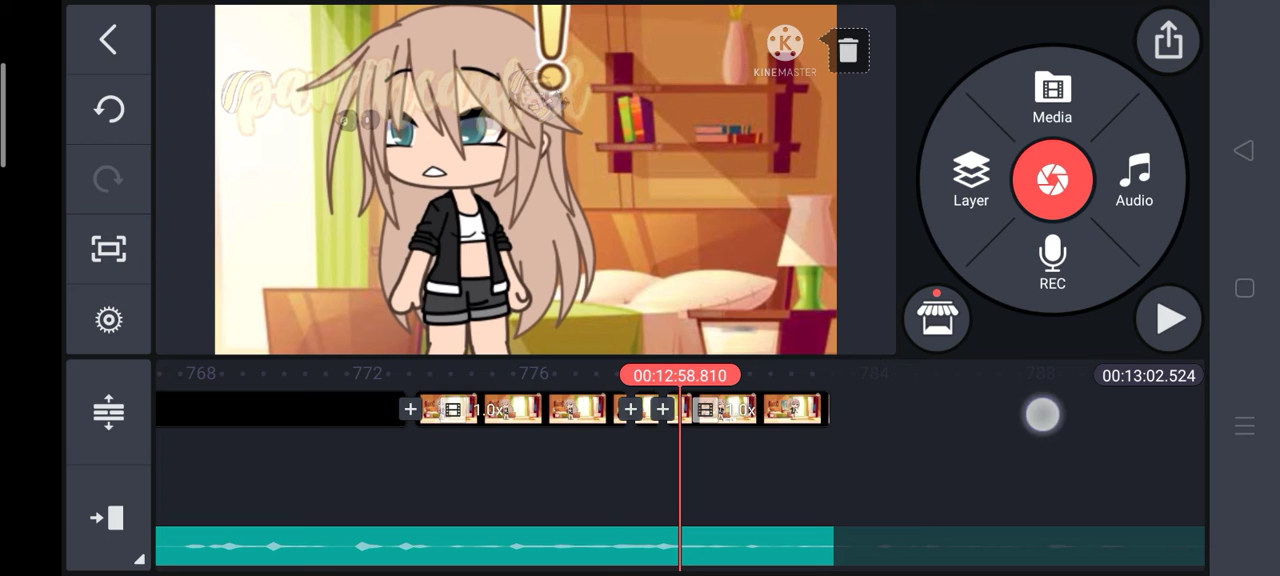 KINEMASTER
Media
Layer
Audio
REC
768
772
776
00:12:58.810
784
788
00:13:02.524
1.0x
1.0x